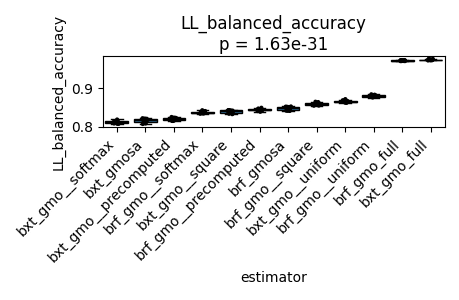 LL_balanced_accuracy
p = 1.63e-31
LL_balanced_accuracy
0.9
0.8
bxt_gmo__softmax
bxt_gmosa
bxt_gmo__precomputed
brf_gmo__softmax
bxt_gmo__square
brf_gmo__precomputed
brf_gmosa
brf_gmo__square
bxt_gmo__uniform
brf_gmo__uniform
brf_gmo_full
bxt_gmo_full
estimator